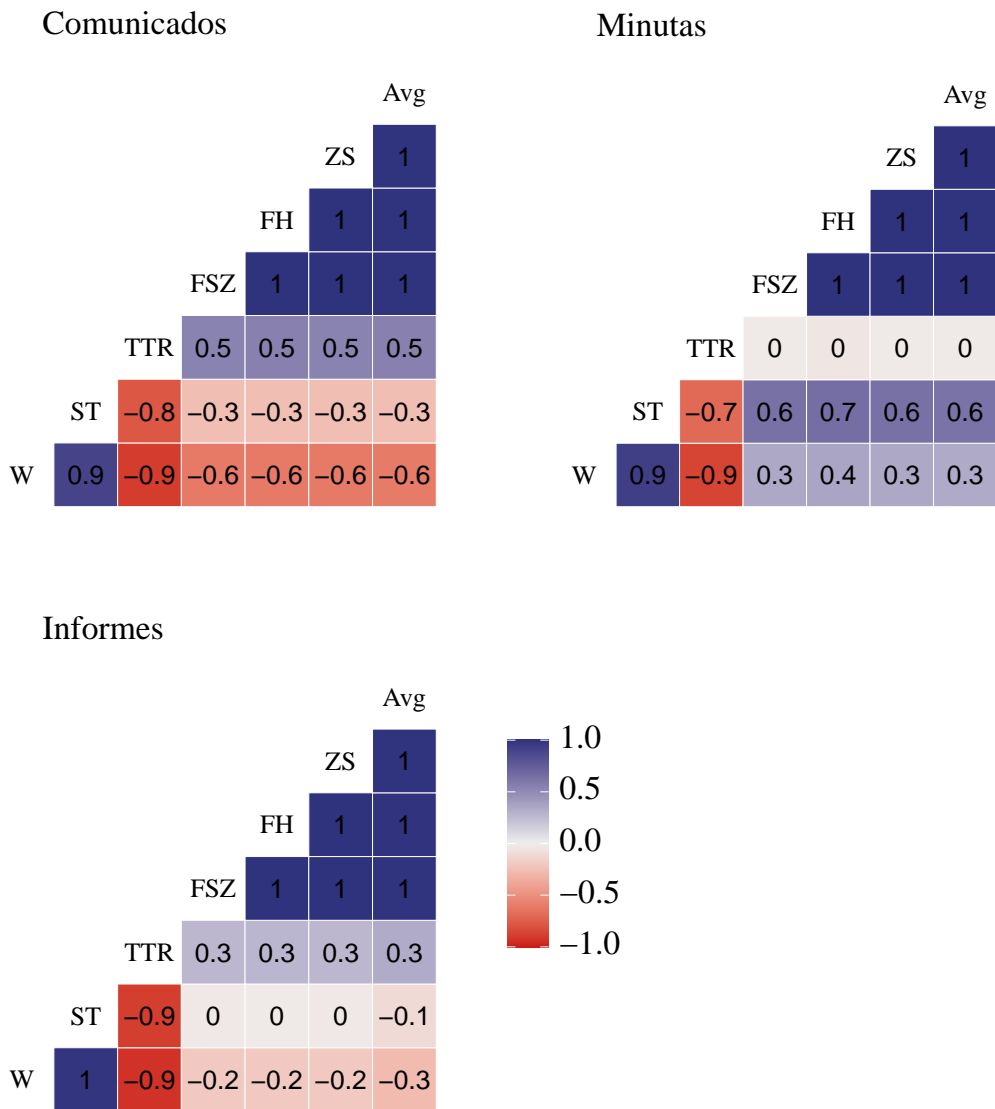 Comunicados
Avg
ZS 1
FH 1 1
FSZ 1 1 1
TTR 0.5 0.5 0.5 0.5
ST −0.8 −0.3 −0.3 −0.3 −0.3
W 0.9 −0.9 −0.6 −0.6 −0.6 −0.6
Minutas
Avg
ZS 1
FH 1 1
FSZ 1 1 1
TTR 0 0 0 0
ST −0.7 0.6 0.7 0.6 0.6
W 0.9 −0.9 0.3 0.4 0.3 0.3
Informes
Avg
ZS 1
FH 1 1
FSZ 1 1 1
TTR 0.3 0.3 0.3 0.3
ST −0.9 0 0 0 −0.1
W 1 −0.9 −0.2 −0.2 −0.2 −0.3
1.0
0.5
0.0
−0.5
−1.0